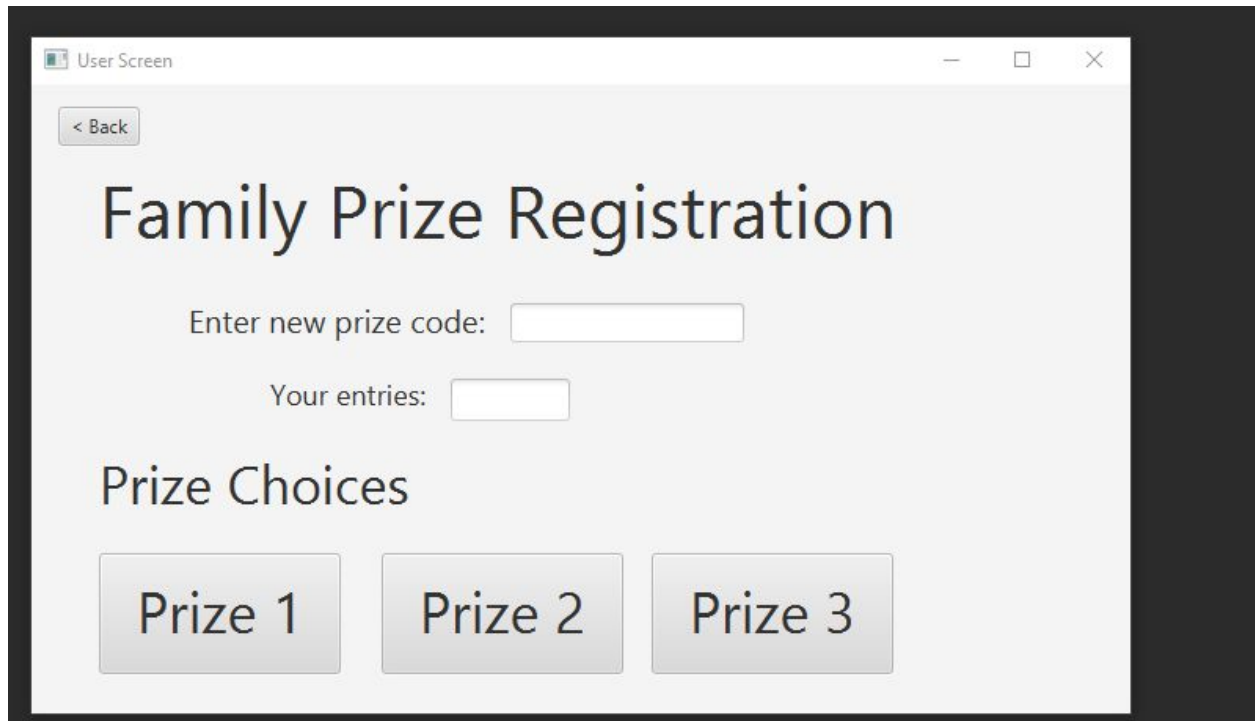 User Screen
< Back
Family Prize Registration
Enter new prize code:
Your entries:
Prize Choices
Prize 1 Prize 2 Prize 3